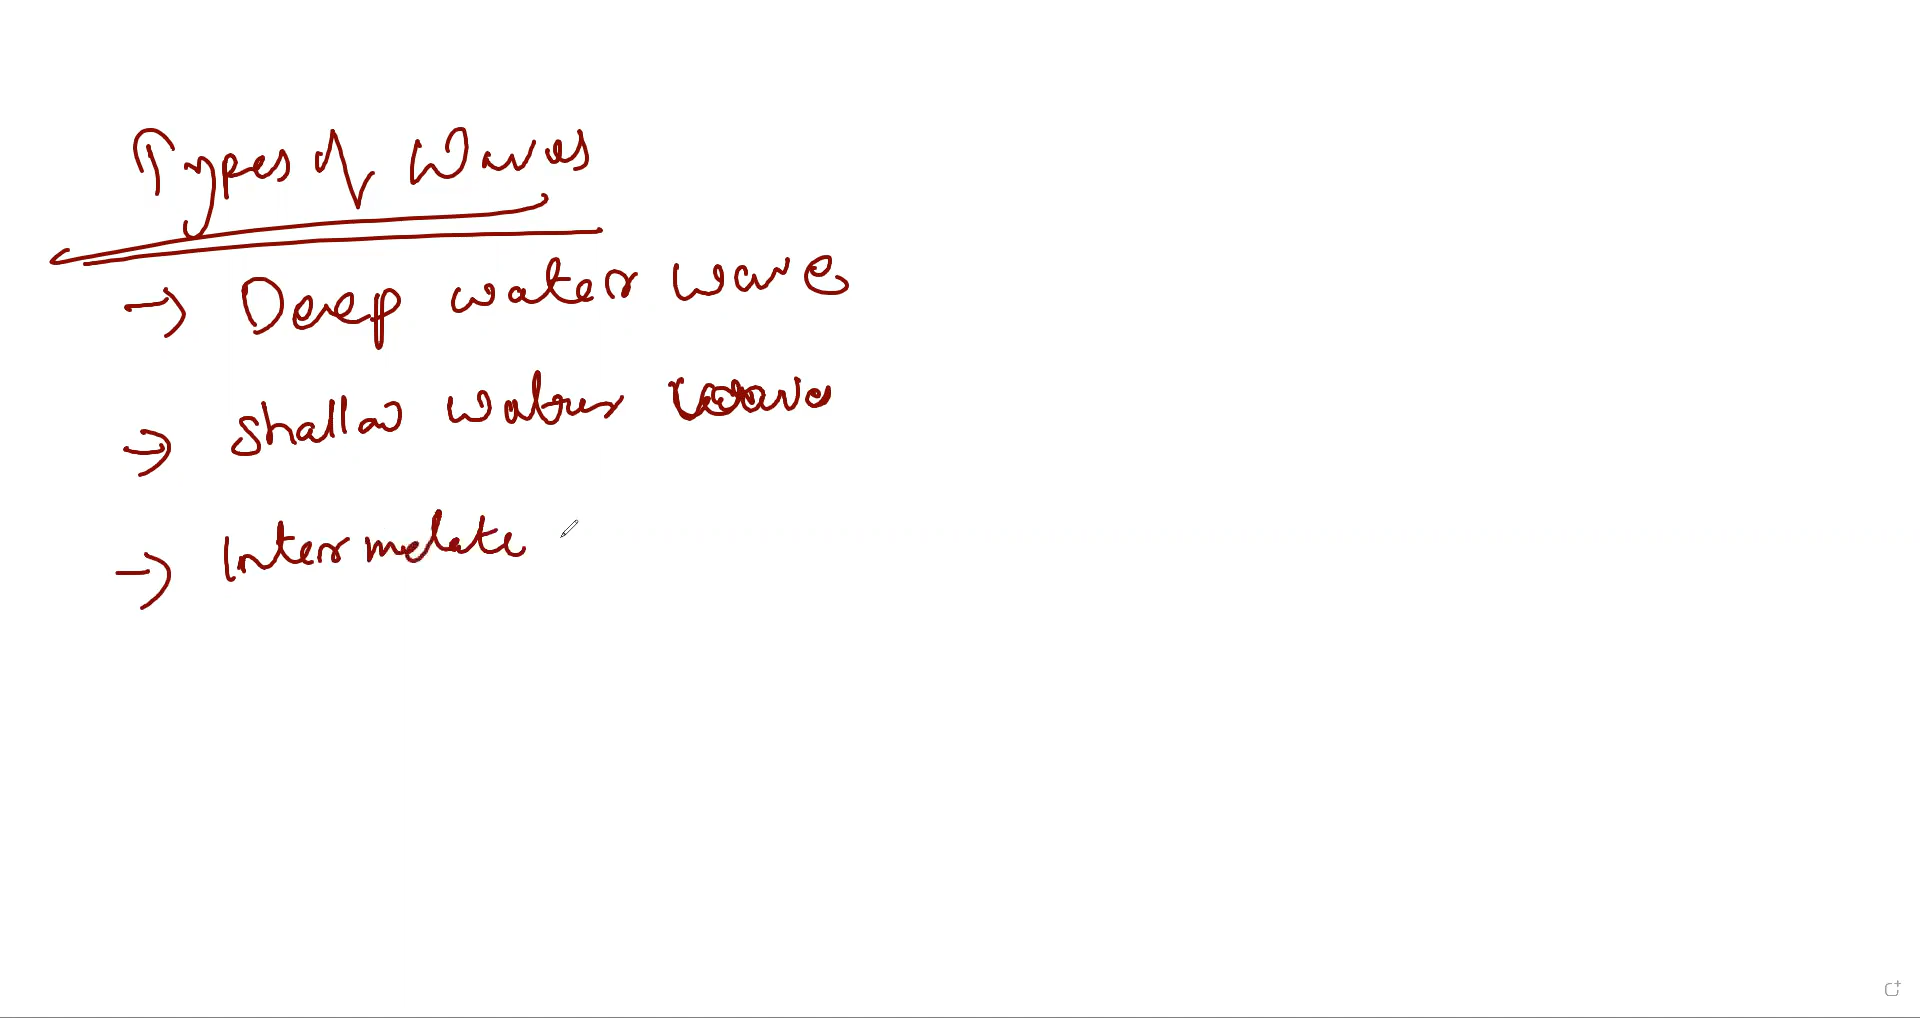 Types of Waves
→ Deep water wave
→ Shallow water wave
→ Intermediate